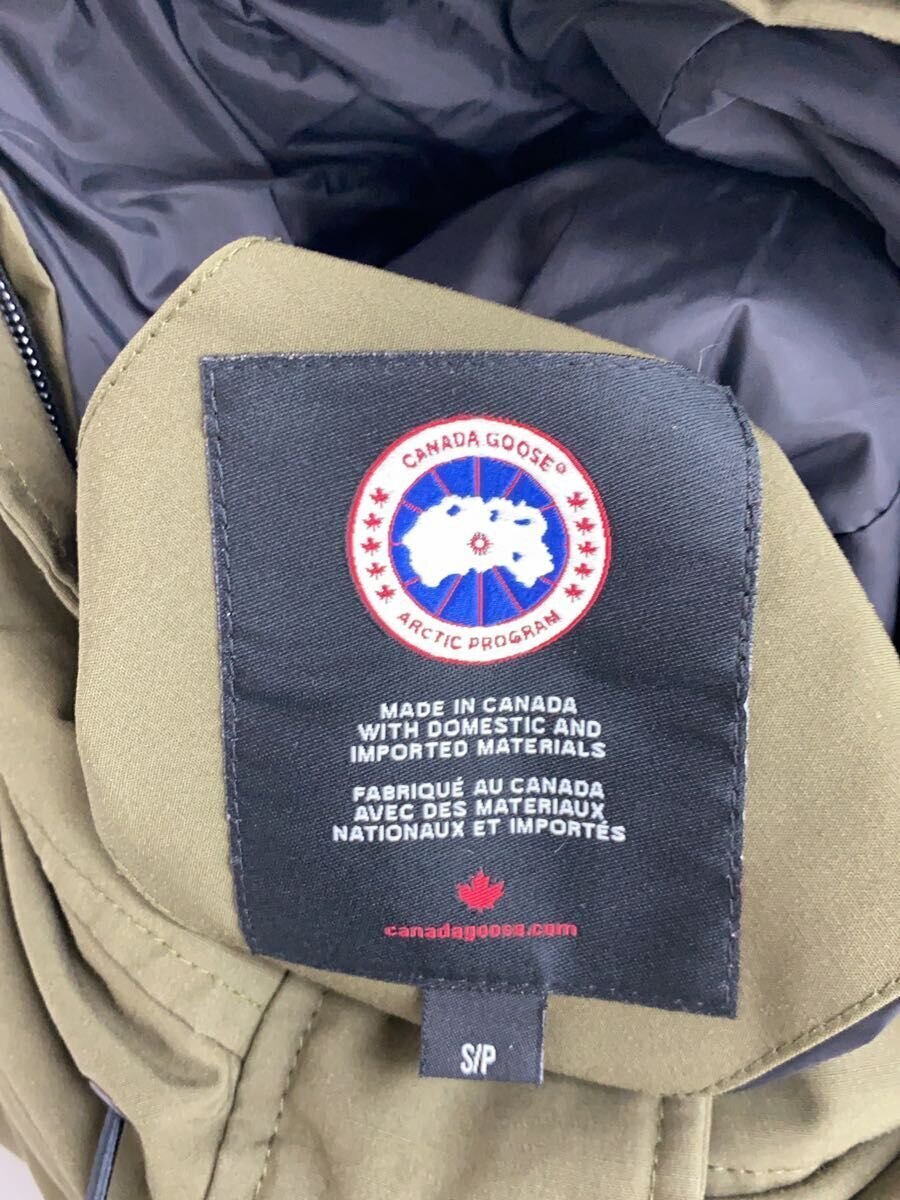 CANADA GOOSE®
ARCTIC PROGRAM
MADE IN CANADA
WITH DOMESTIC AND
IMPORTED MATERIALS
FABRIQUÉ AU CANADA
AVEC DES MATERIAUX
NATIONAUX ET IMPORTÉS
canadagoose.com
S/P